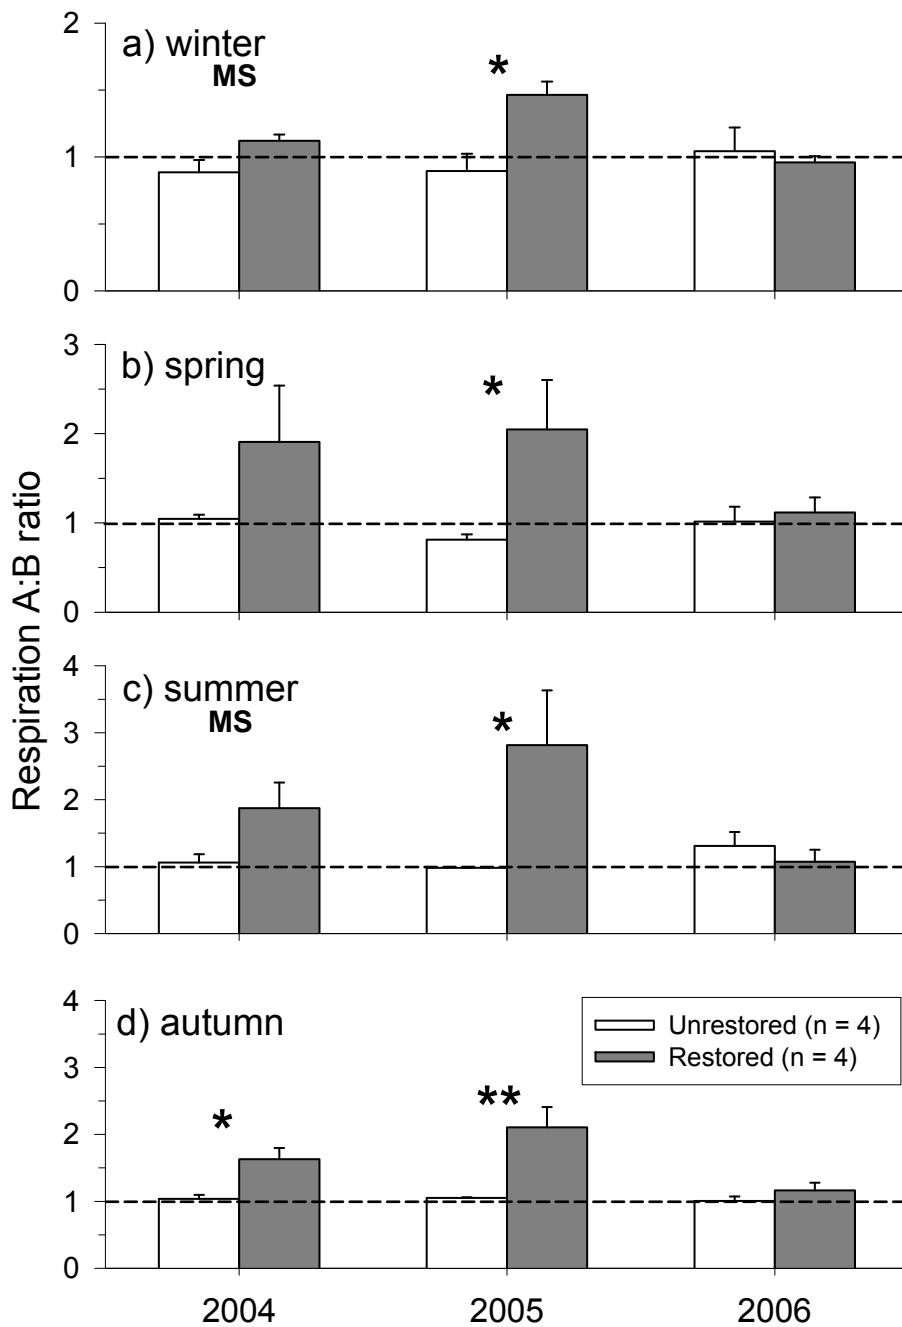 2
a) winter
MS
*
1
0
3
b) spring
*
2
1
0
Respiration A:B ratio
4
c) summer
MS
*
3
2
1
0
4
d) autumn
Unrestored (n = 4)
Restored (n = 4)
3
**
*
2
1
0
2004 2005 2006